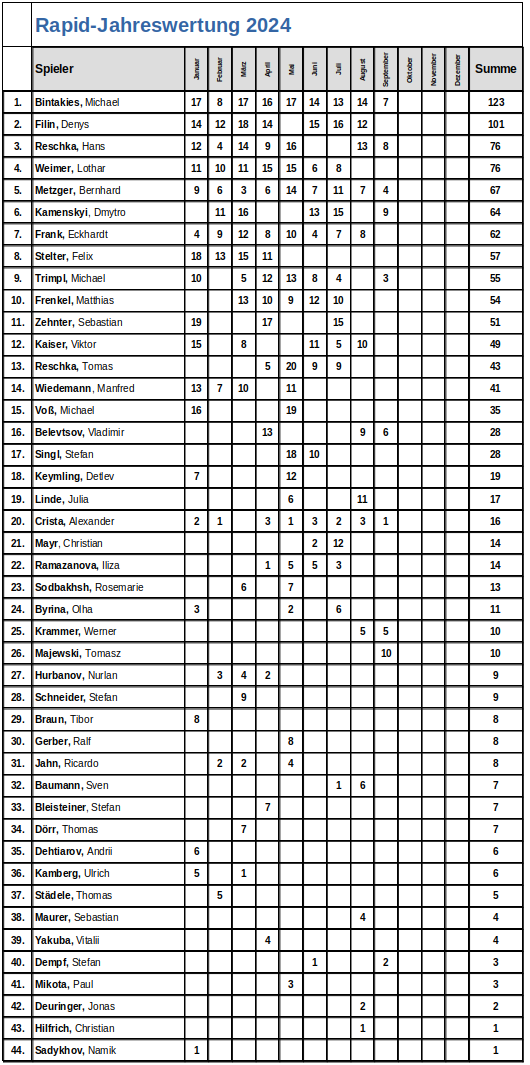 Rapid-Jahreswertung 2024
Spieler Januar Februar März April Mai Juni Juli August September Oktober November Dezember Summe
1. Bintakies, Michael 17 8 17 16 17 14 13 14 7 123
2. Filin, Denys 14 12 18 14 15 16 12 101
3. Reschka, Hans 12 4 14 9 16 13 8 76
4. Weimer, Lothar 11 10 11 15 15 6 8 76
5. Metzger, Bernhard 9 6 3 6 14 7 11 7 4 67
6. Kamenskyi, Dmytro 11 16 13 15 9 64
7. Frank, Eckhardt 4 9 12 8 10 4 7 8 62
8. Stelter, Felix 18 13 15 11 57
9. Trimpl, Michael 10 5 12 13 8 4 3 55
10. Frenkel, Matthias 13 10 9 12 10 54
11. Zehnter, Sebastian 19 17 15 51
12. Kaiser, Viktor 15 8 11 5 10 49
13. Reschka, Tomas 5 20 9 9 43
14. Wiedemann, Manfred 13 7 10 11 41
15. Voß, Michael 16 19 35
16. Belevtsov, Vladimir 13 9 6 28
17. Singl, Stefan 18 10 28
18. Keymling, Detlev 7 12 19
19. Linde, Julia 6 11 17
20. Crista, Alexander 2 1 3 1 3 2 3 1 16
21. Mayr, Christian 2 12 14
22. Ramazanova, Iliza 1 5 5 3 14
23. Sodbakhsh, Rosemarie 6 7 13
24. Byrina, Olha 3 2 6 11
25. Krammer, Werner 5 5 10
26. Majewski, Tomasz 10 10
27. Hurbanov, Nurlan 3 4 2 9
28. Schneider, Stefan 9 9
29. Braun, Tibor 8 8
30. Gerber, Ralf 8 8
31. Jahn, Ricardo 2 2 4 8
32. Baumann, Sven 1 6 7
33. Bleisteiner, Stefan 7 7
34. Dörr, Thomas 7 7
35. Dehtiarov, Andrii 6 6
36. Kamberg, Ulrich 5 1 6
37. Städele, Thomas 5 5
38. Maurer, Sebastian 4 4
39. Yakuba, Vitalii 4 4
40. Dempf, Stefan 1 2 3
41. Mikota, Paul 3 3
42. Deuringer, Jonas 2 2
43. Hilfrich, Christian 1 1
44. Sadykhov, Namik 1 1